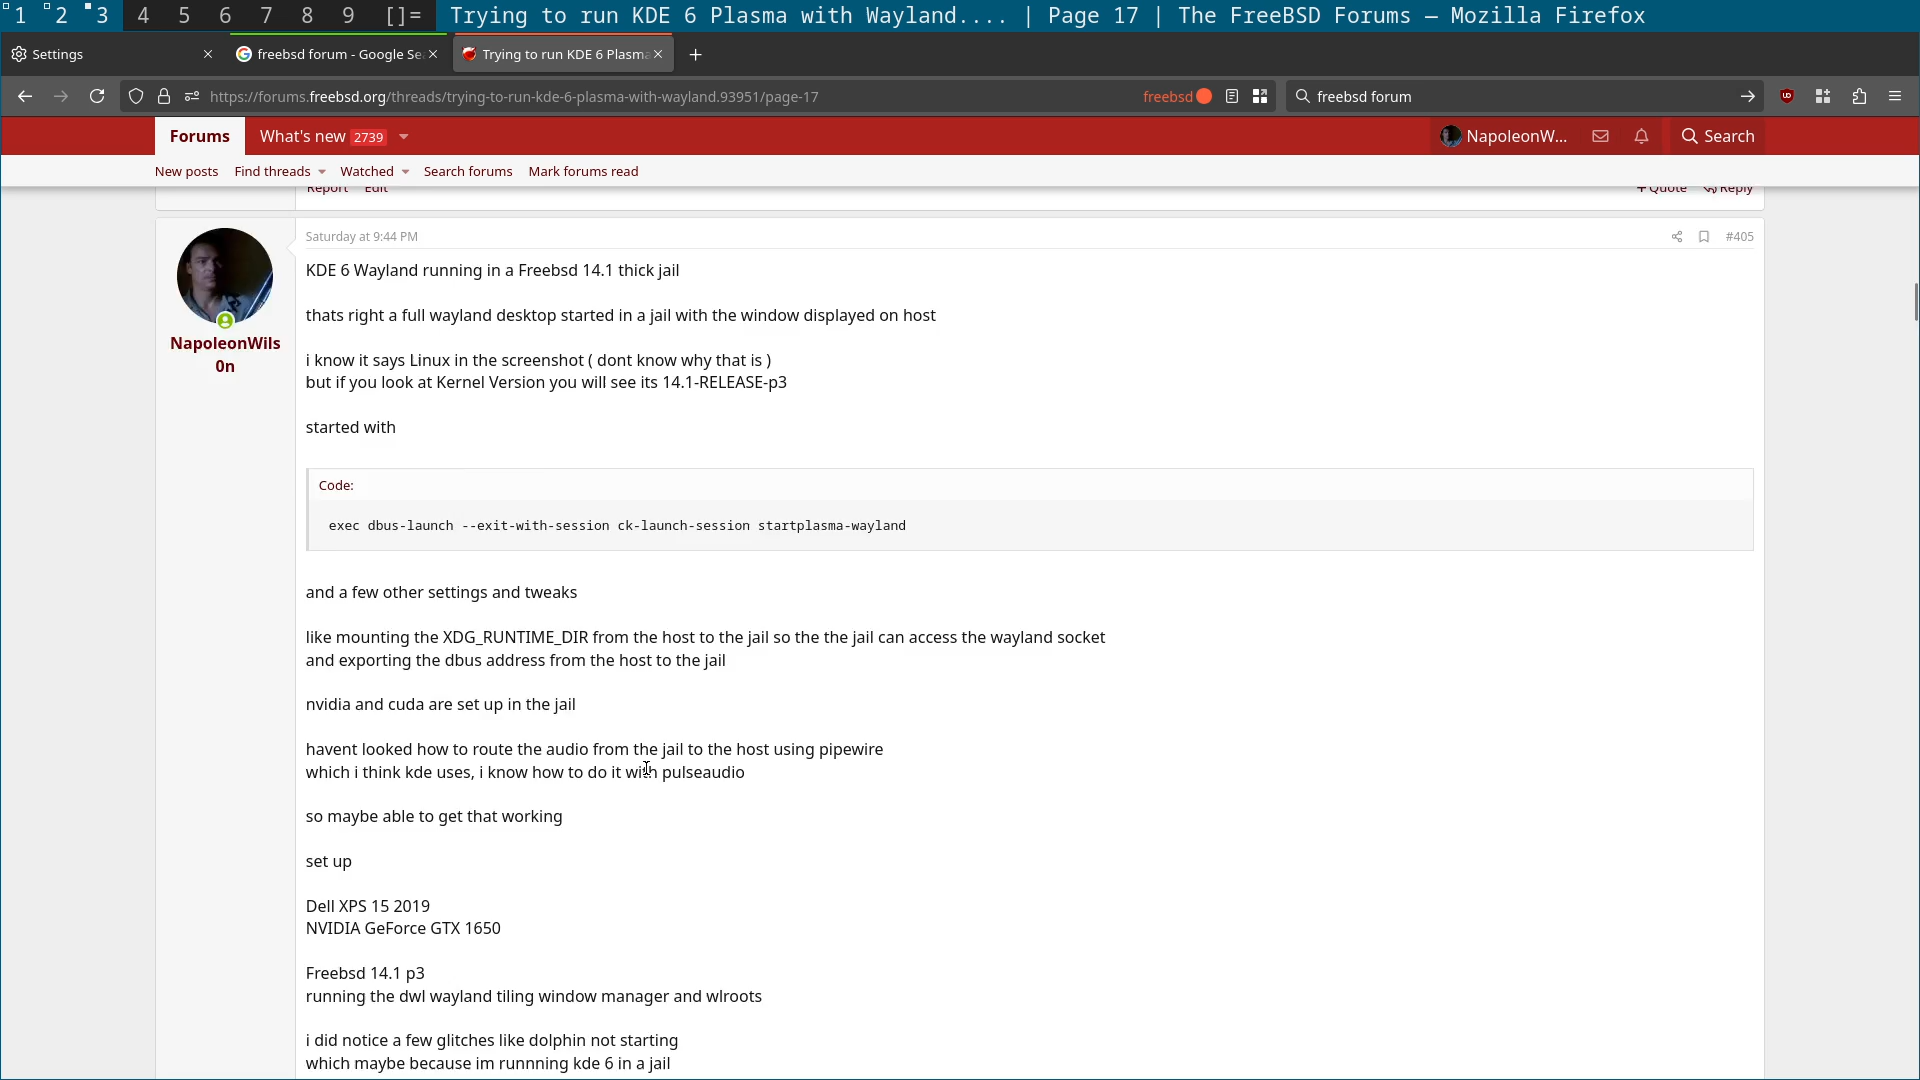 1 2 3 4 5 6 7 8 9 []= Trying to run KDE 6 Plasma with Wayland.... | Page 17 | The FreeBSD Forums — Mozilla Firefox
Settings freebsd forum - Google Se Trying to run KDE 6 Plasma
https://forums.freebsd.org/threads/trying-to-run-kde-6-plasma-with-wayland.93951/page-17 freebsd freebsd forum
Forums What's new 2739 NapoleonW... Search
New posts Find threads Watched Search forums Mark forums read
Report Edit +Quote Reply
Saturday at 9:44 PM #405
NapoleonWils
0n
KDE 6 Wayland running in a Freebsd 14.1 thick jail
thats right a full wayland desktop started in a jail with the window displayed on host
i know it says Linux in the screenshot ( dont know why that is )
but if you look at Kernel Version you will see its 14.1-RELEASE-p3
started with
Code:
exec dbus-launch --exit-with-session ck-launch-session startplasma-wayland
and a few other settings and tweaks
like mounting the XDG_RUNTIME_DIR from the host to the jail so the the jail can access the wayland socket
and exporting the dbus address from the host to the jail
nvidia and cuda are set up in the jail
havent looked how to route the audio from the jail to the host using pipewire
which i think kde uses, i know how to do it with pulseaudio
so maybe able to get that working
set up
Dell XPS 15 2019
NVIDIA GeForce GTX 1650
Freebsd 14.1 p3
running the dwl wayland tiling window manager and wlroots
i did notice a few glitches like dolphin not starting
which maybe because im runnning kde 6 in a jail